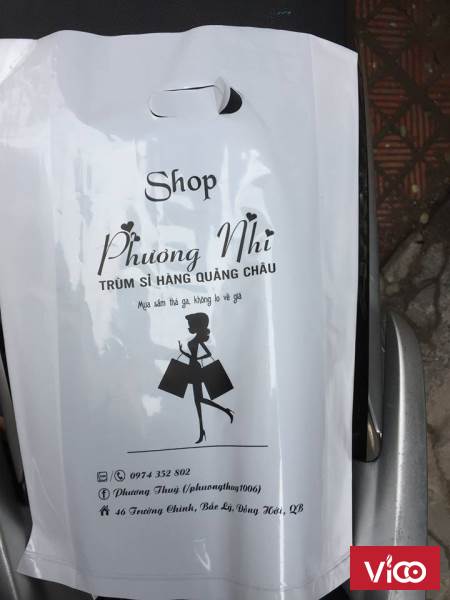 Shop
Phương Nhi
TRÙM SỈ HÀNG QUẢNG CHÂU
Mua sắm thả ga, không lo về giá
0974 352 802
Phương Thuý (/phuongthuy1006)
46 Trường Chinh, Bắc Lý, Đồng Hới, QB
Vico